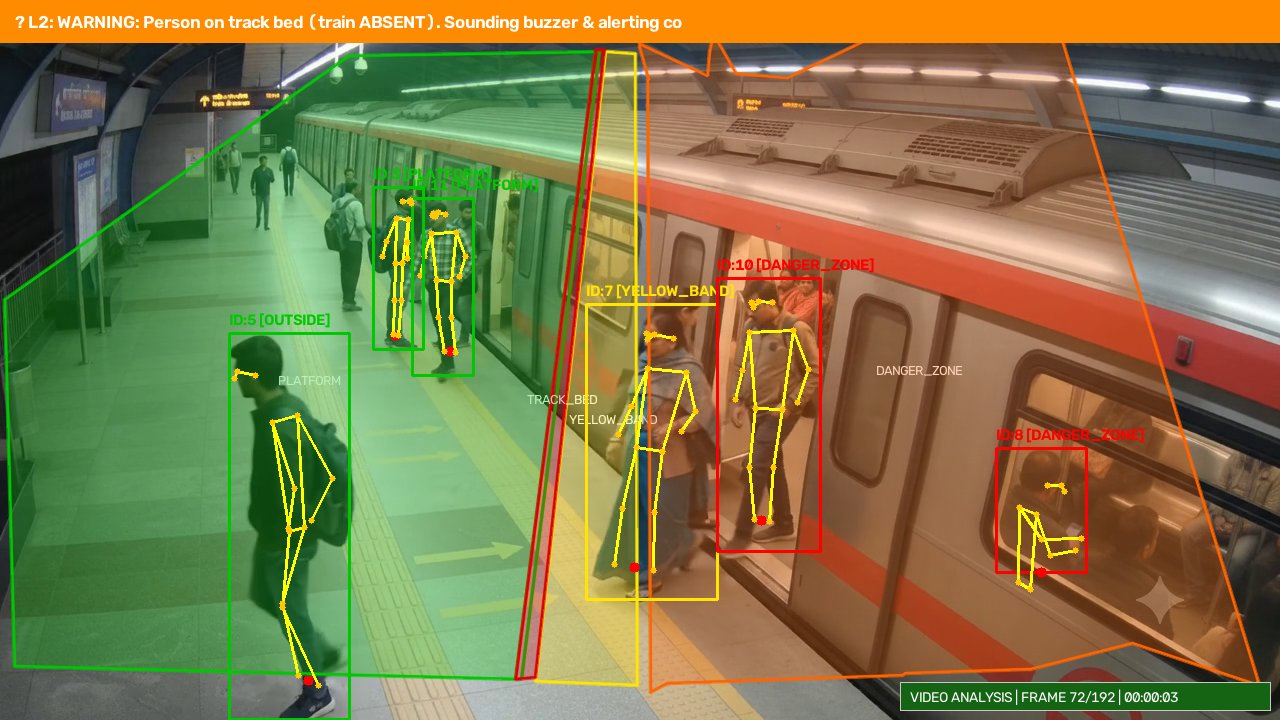 ? L2: WARNING: Person on track bed (train ABSENT). Sounding buzzer & alerting co
ID:10 [DANGER_ZONE]
ID:7 [YELLOW_BAND]
ID:5 [OUTSIDE]
PLATFORM
DANGER_ZONE
TRACK_BED
YELLOW_BAND
ID:8 [DANGER_ZONE]
VIDEO ANALYSIS | FRAME 72/192 | 00:00:03